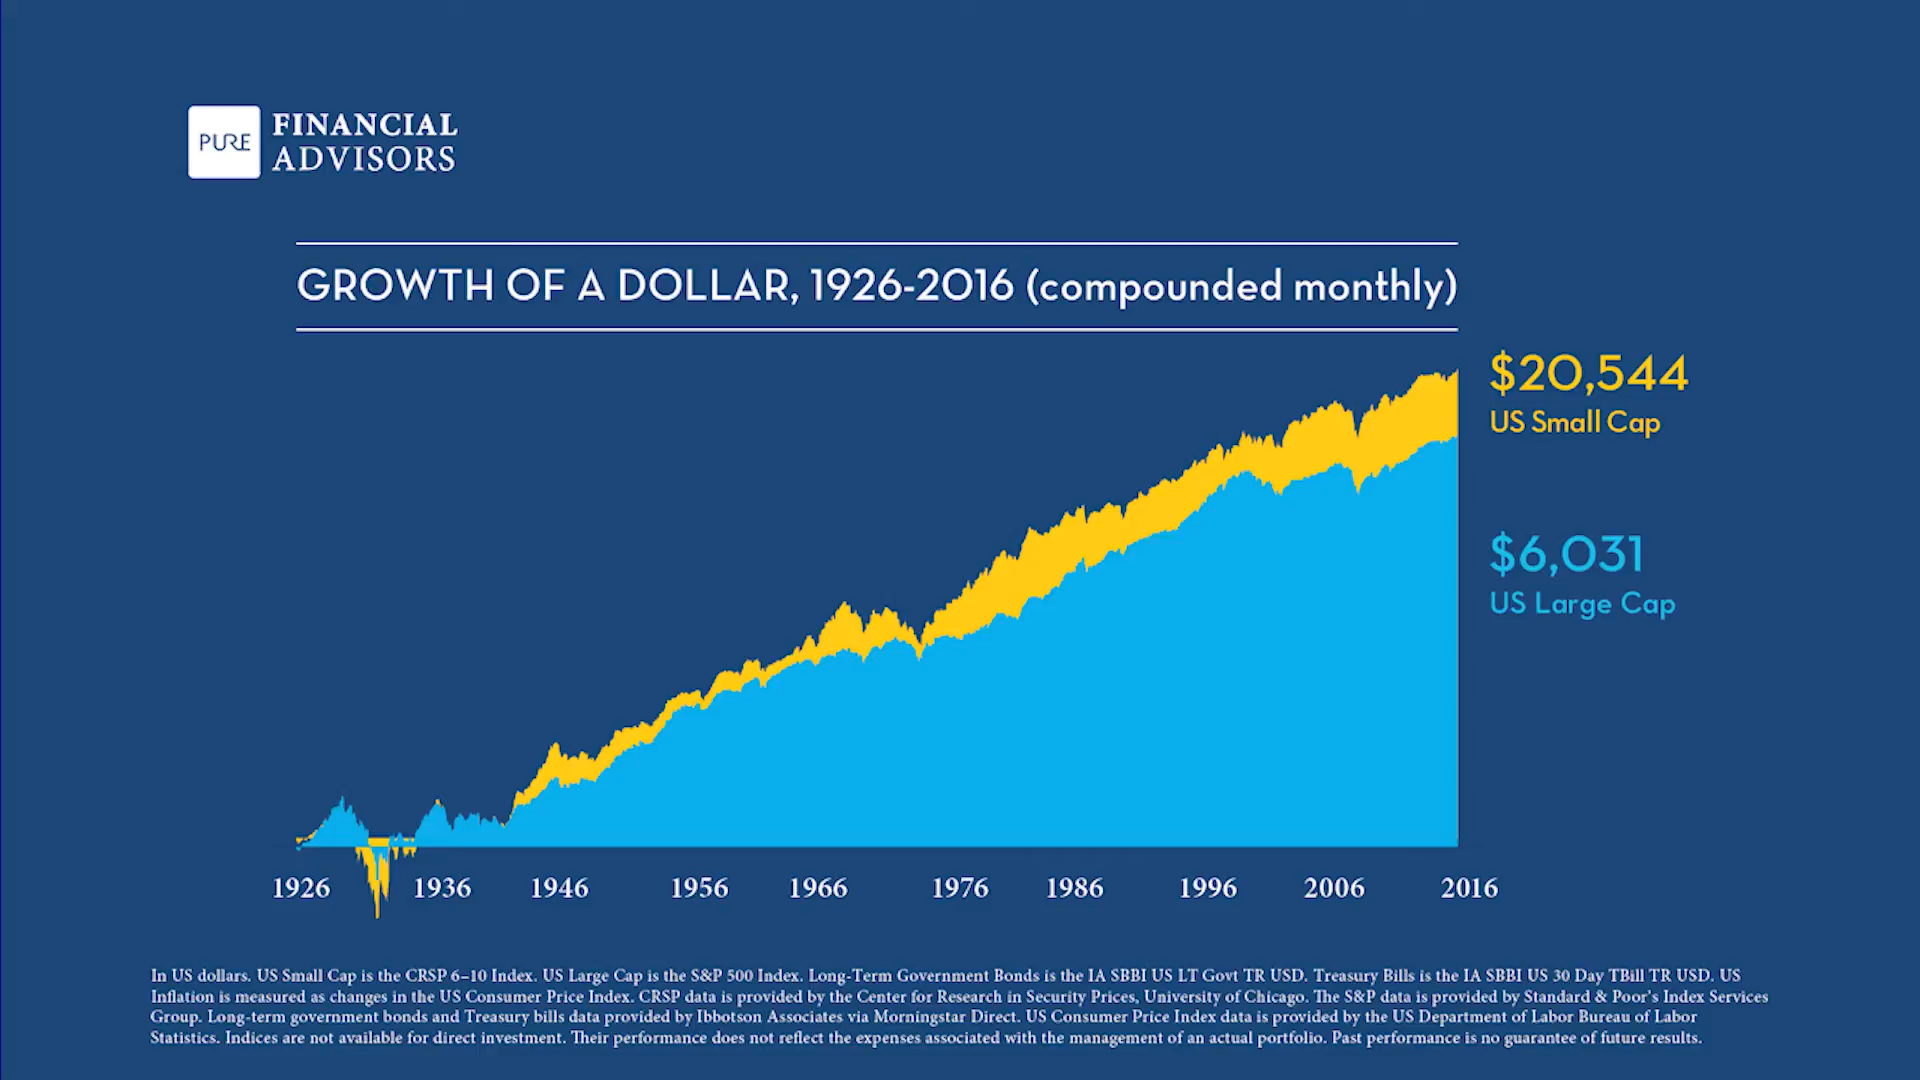 PURE
FINANCIAL
ADVISORS
GROWTH OF A DOLLAR, 1926-2016 (compounded monthly)
$20,544
US Small Cap
$6,031
US Large Cap
1926 1936 1946 1956 1966 1976 1986 1996 2006 2016
In US dollars. US Small Cap is the CRSP 6–10 Index. US Large Cap is the S&P 500 Index. Long-Term Government Bonds is the IA SBBI US LT Govt TR USD. Treasury Bills is the IA SBBI US 30 Day TBill TR USD. US
Inflation is measured as changes in the US Consumer Price Index. CRSP data is provided by the Center for Research in Security Prices, University of Chicago. The S&P data is provided by Standard & Poor's Index Services
Group. Long-term government bonds and Treasury bills data provided by Ibbotson Associates via Morningstar Direct. US Consumer Price Index data is provided by the US Department of Labor Bureau of Labor
Statistics. Indices are not available for direct investment. Their performance does not reflect the expenses associated with the management of an actual portfolio. Past performance is no guarantee of future results.